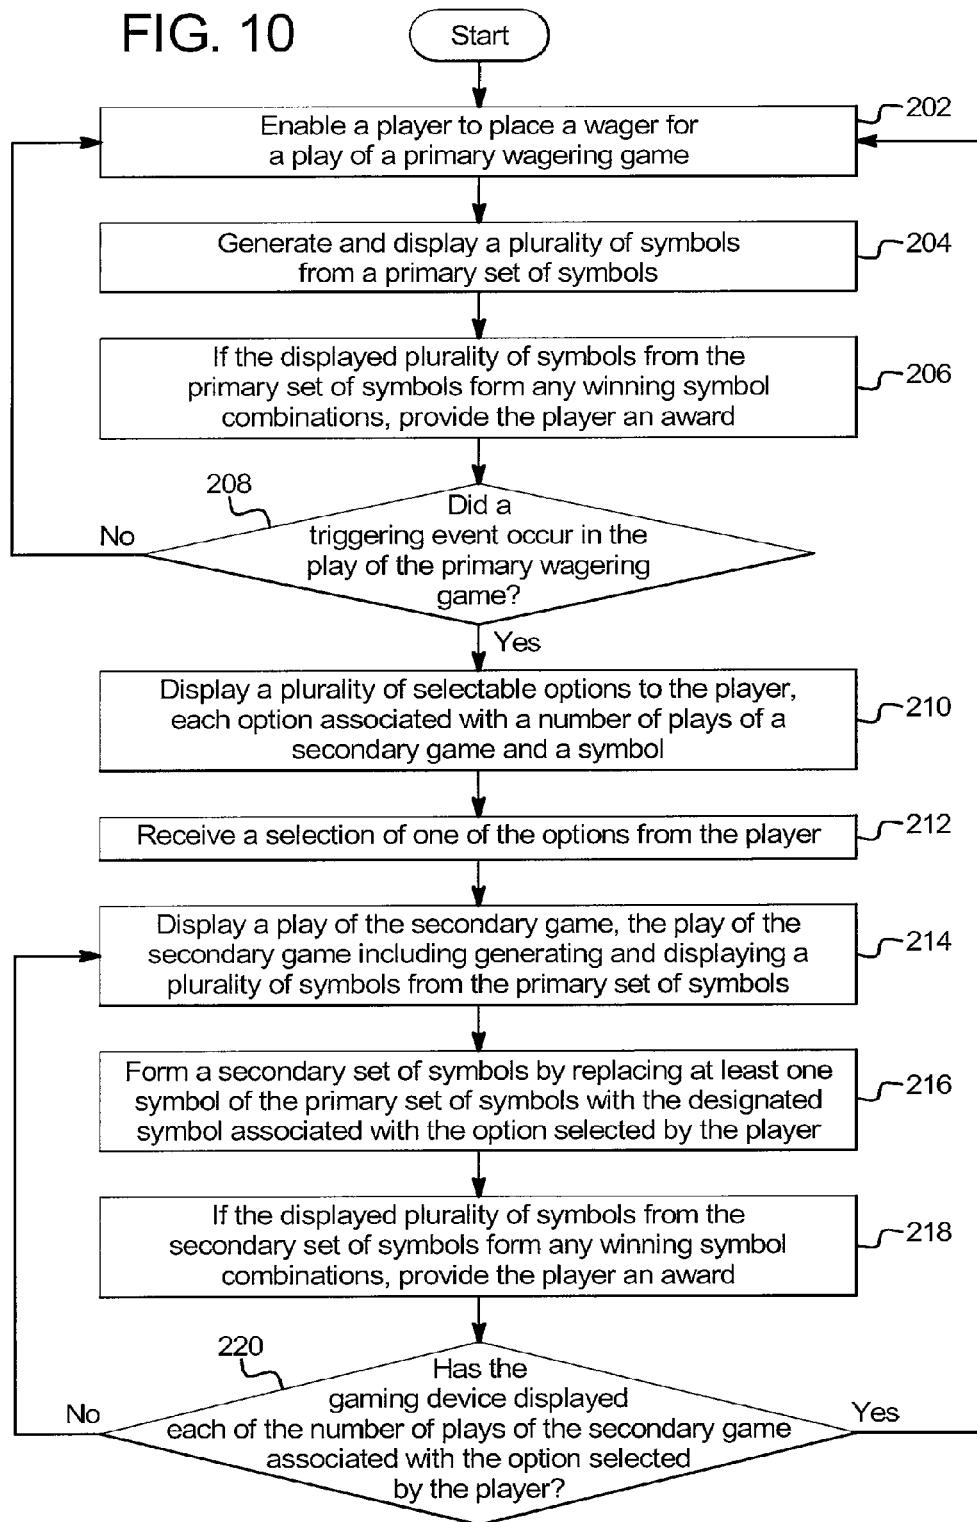 FIG. 10
Start
Enable a player to place a wager for
a play of a primary wagering game
202
Generate and display a plurality of symbols
from a primary set of symbols
204
If the displayed plurality of symbols from the
primary set of symbols form any winning symbol
combinations, provide the player an award
206
208
Did a
triggering event occur in the
play of the primary wagering
game?
No
Yes
Display a plurality of selectable options to the player,
each option associated with a number of plays of a
secondary game and a symbol
210
Receive a selection of one of the options from the player
212
Display a play of the secondary game, the play of the
secondary game including generating and displaying a
plurality of symbols from the primary set of symbols
214
Form a secondary set of symbols by replacing at least one
symbol of the primary set of symbols with the designated
symbol associated with the option selected by the player
216
If the displayed plurality of symbols from the
secondary set of symbols form any winning symbol
combinations, provide the player an award
218
220
Has the
gaming device displayed
each of the number of plays of the secondary game
associated with the option selected
by the player?
No
Yes